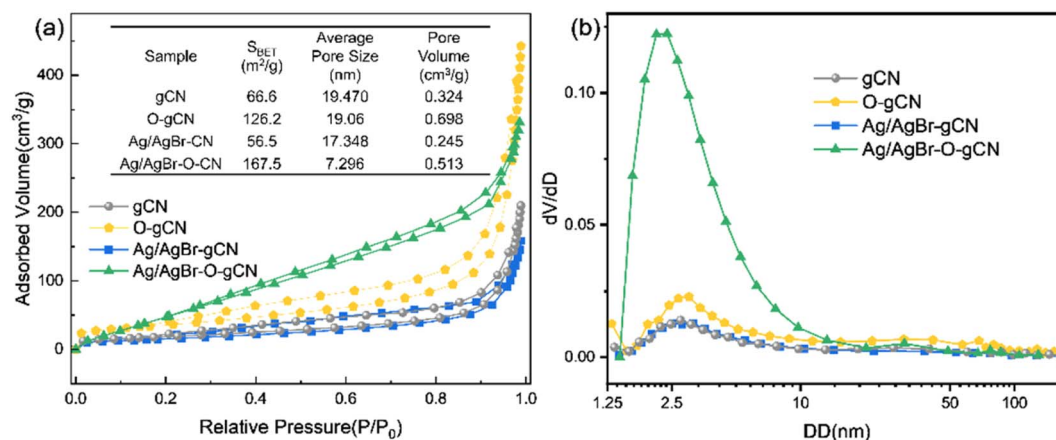 (a)
Sample S_BET (m²/g) Average Pore Size (nm) Pore Volume (cm³/g)
gCN 66.6 19.470 0.324
O-gCN 126.2 19.06 0.698
Ag/AgBr-CN 56.5 17.348 0.245
Ag/AgBr-O-CN 167.5 7.296 0.513
gCN
O-gCN
Ag/AgBr-gCN
Ag/AgBr-O-gCN
Adsorbed Volume(cm³/g)
400
300
200
100
0
0.0 0.2 0.4 0.6 0.8 1.0
Relative Pressure(P/P₀)
(b)
gCN
O-gCN
Ag/AgBr-gCN
Ag/AgBr-O-gCN
dV/dD
0.10
0.05
0.00
1.25 2.5 10 50 100
DD(nm)